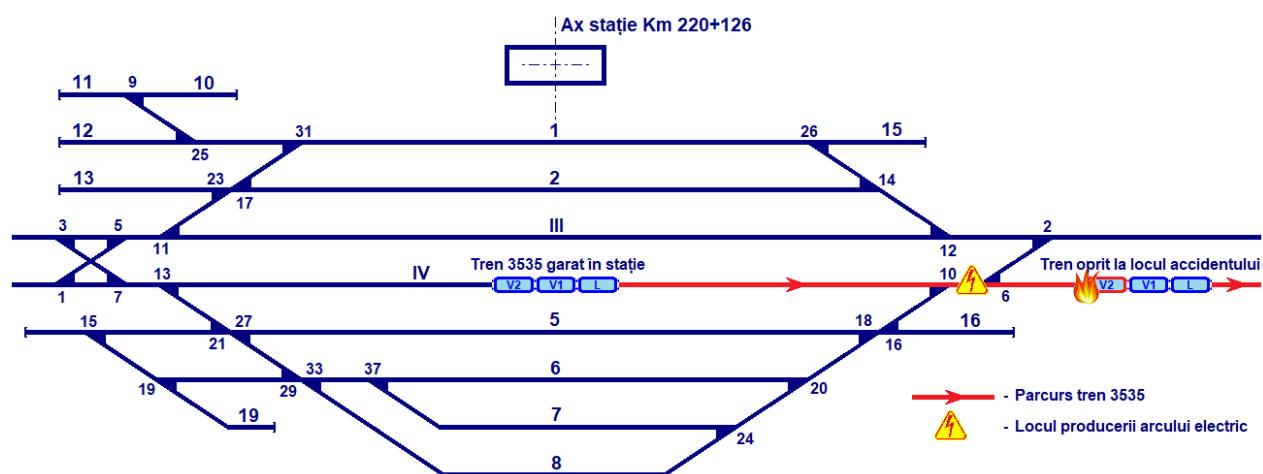 Ax stație Km 220+126
11 9 10
12 25 31 1 26 15
13 23 17 2 14
3 5 11 III 12 2
1 7 13 IV Tren 3535 garat în stație 10 6 Tren oprit la locul accidentului
V2 V1 L
V2 V1 L
15 21 27 5 18 16 16
19 29 33 37 6 20
19 7 24
8
- Parcurs tren 3535
- Locul producerii arcului electric